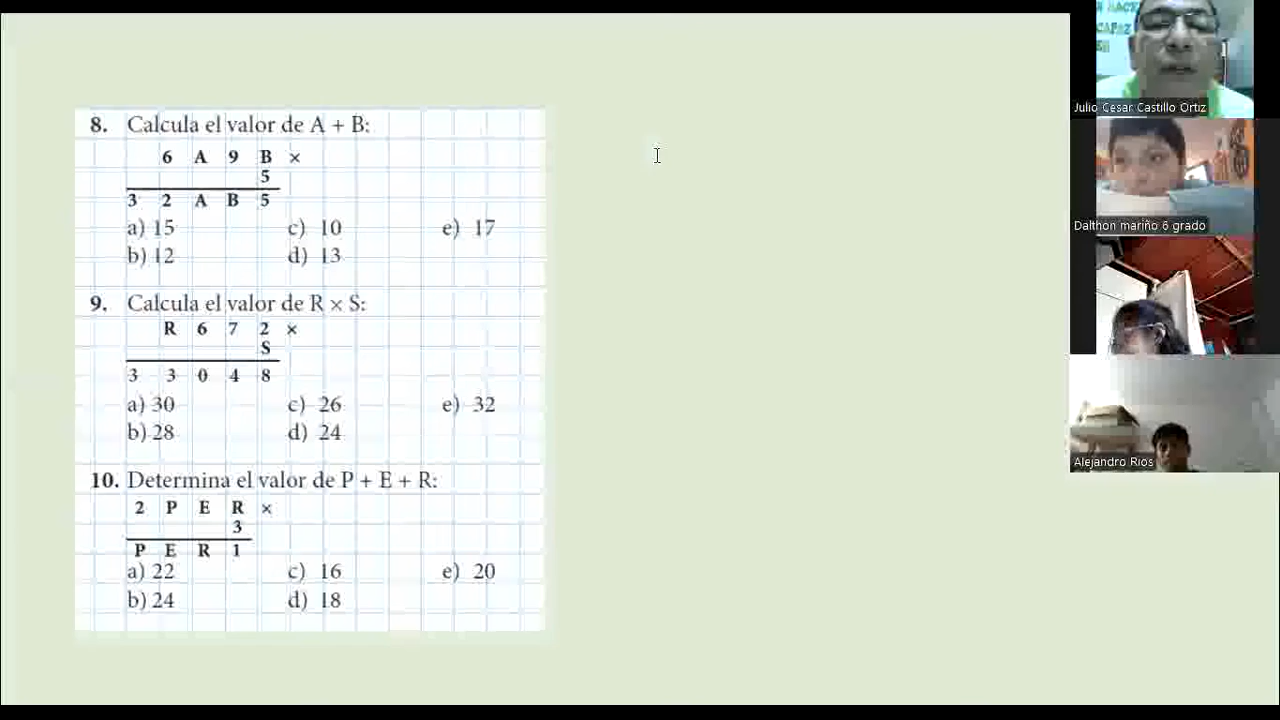 8. Calcula el valor de A + B:
6 A 9 B ×
5
3 2 A B 5
a) 15 c) 10 e) 17
b) 12 d) 13
9. Calcula el valor de R × S:
R 6 7 2 ×
S
3 3 0 4 8
a) 30 c) 26 e) 32
b) 28 d) 24
10. Determina el valor de P + E + R:
2 P E R ×
3
P E R 1
a) 22 c) 16 e) 20
b) 24 d) 18
Julio Cesar Castillo Ortiz
Dalthon mariño 6 grado
Alejandro Rios